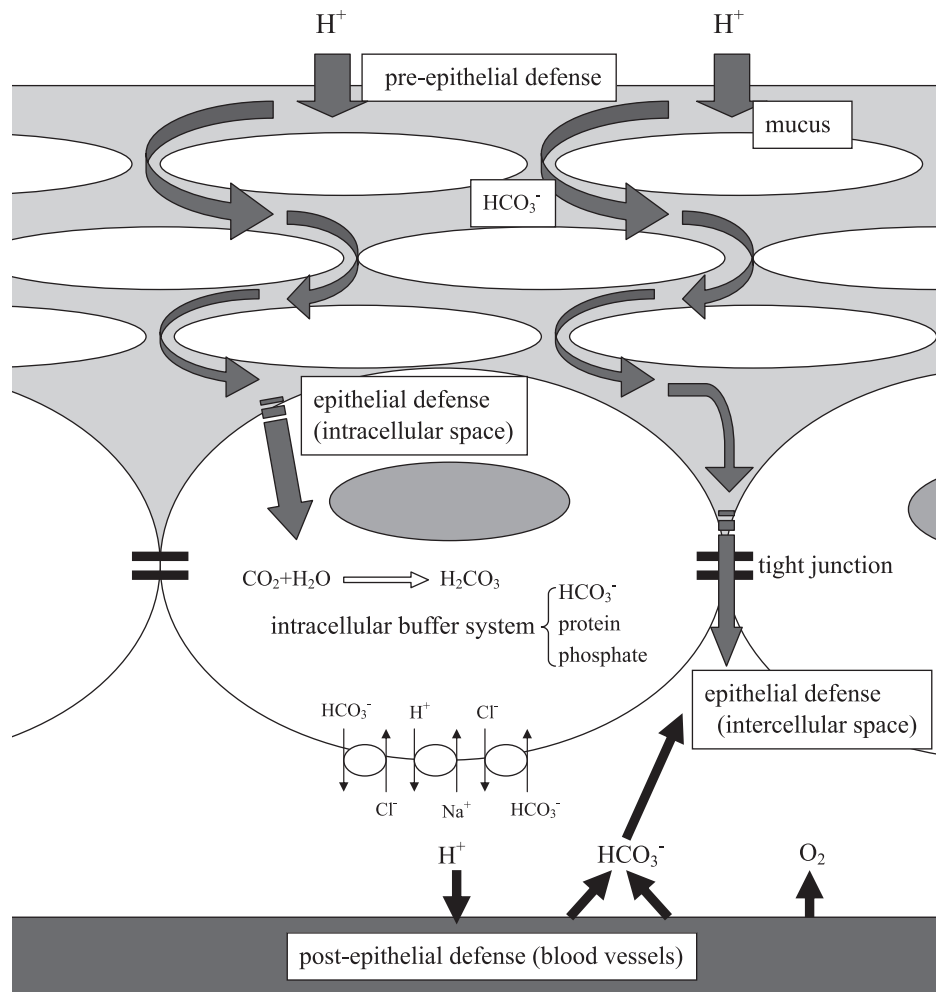 H⁺ H⁺
pre-epithelial defense
mucus
HCO₃⁻
epithelial defense
(intracellular space)
tight junction
CO₂+H₂O H₂CO₃
HCO₃⁻
intracellular buffer system
protein
phosphate
epithelial defense
(intercellular space)
HCO₃⁻ H⁺ Cl⁻
Cl⁻ Na⁺ HCO₃⁻
H⁺ HCO₃⁻ O₂
post-epithelial defense (blood vessels)